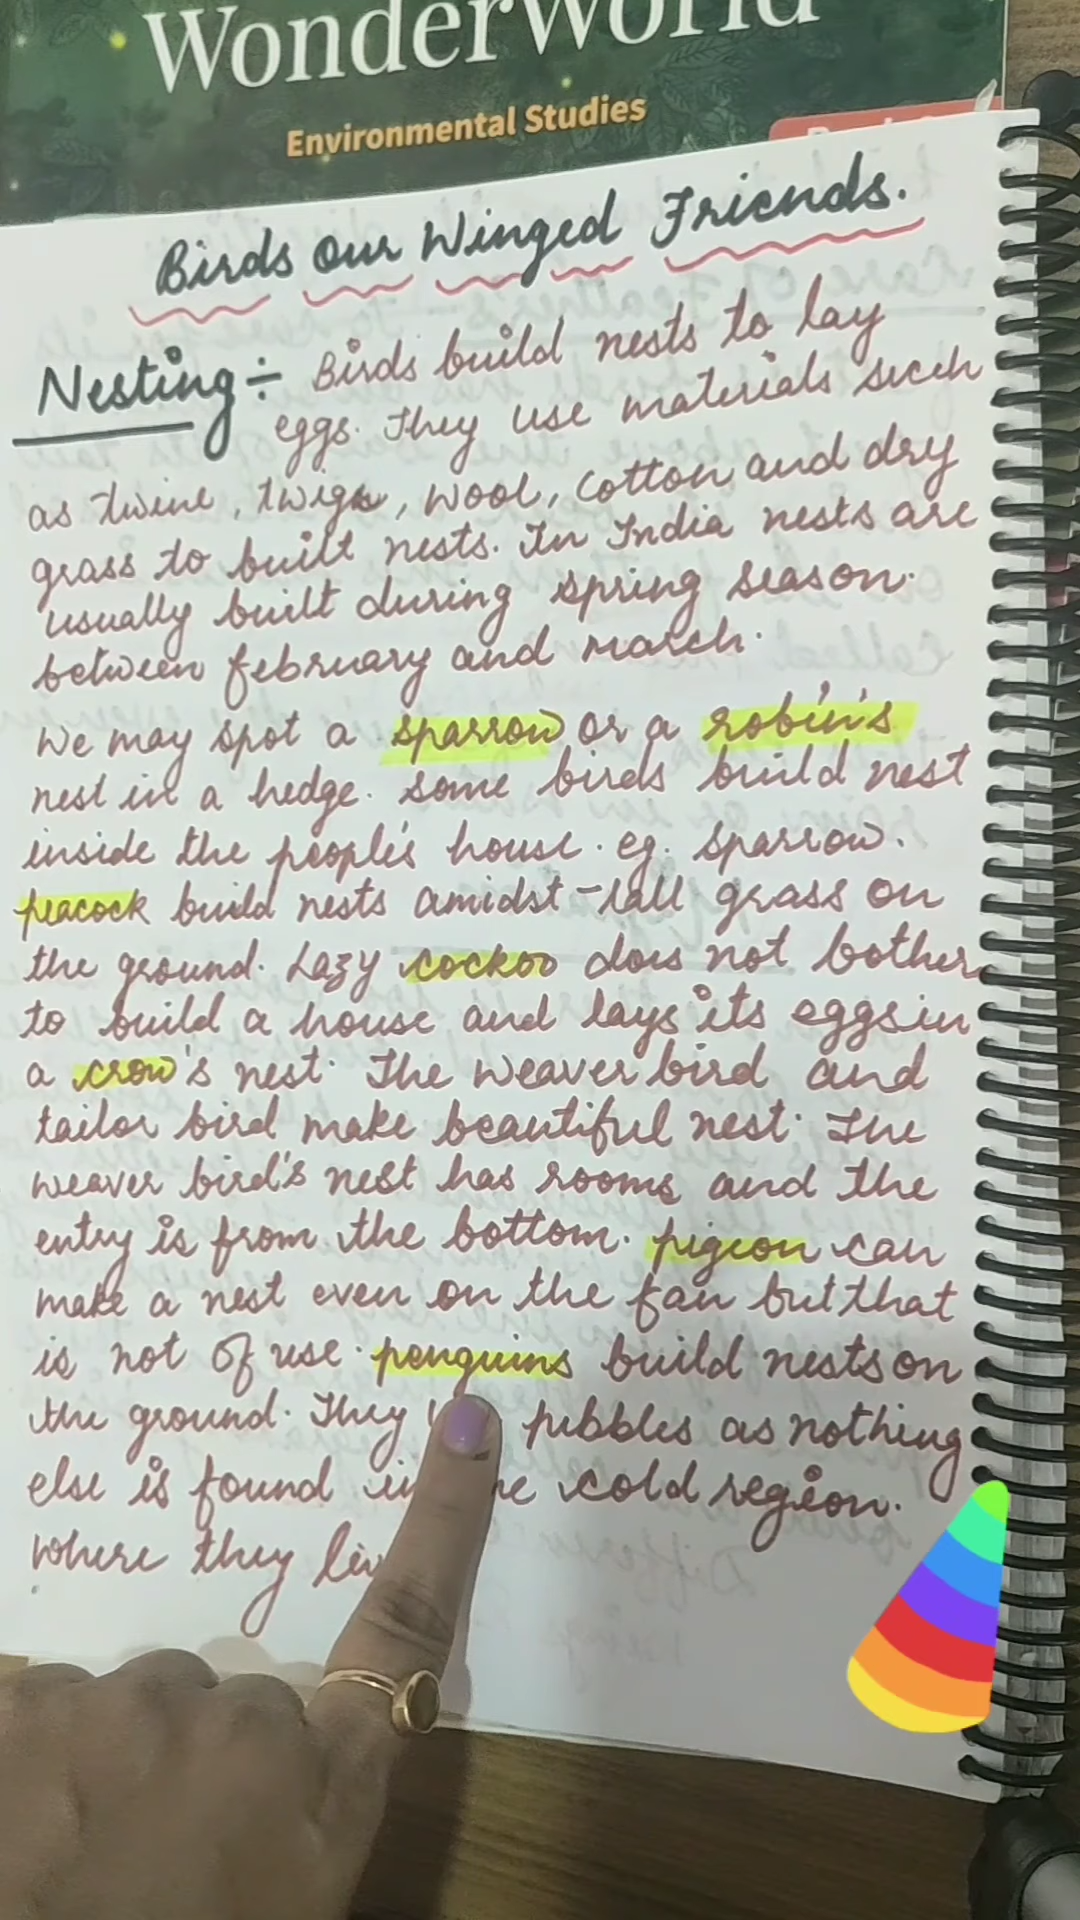 WonderWorld
Environmental Studies
Birds Our Winged Friends.
Nesting÷ Birds build nests to lay
eggs. They use materials such
as twine, twigs, wool, cotton and dry
grass to built nests. In India nests are
usually built during spring season.
between february and march.
We may spot a sparrow or a robin's
nest in a hedge. some birds build nest
inside the people's house. eg. sparrow.
peacock build nests amidst-tall grass on
the ground. Lazy cockoo does not bother
to build a house and lays its eggs in
a crow's nest. The weaver bird and
tailor bird make beautiful nest. The
weaver bird's nest has rooms and the
entry is from the bottom. pigeon can
make a nest even on the fan but that
is not of use. penguins build nests on
the ground. They pebbles as nothing
else is found cold region.
where they